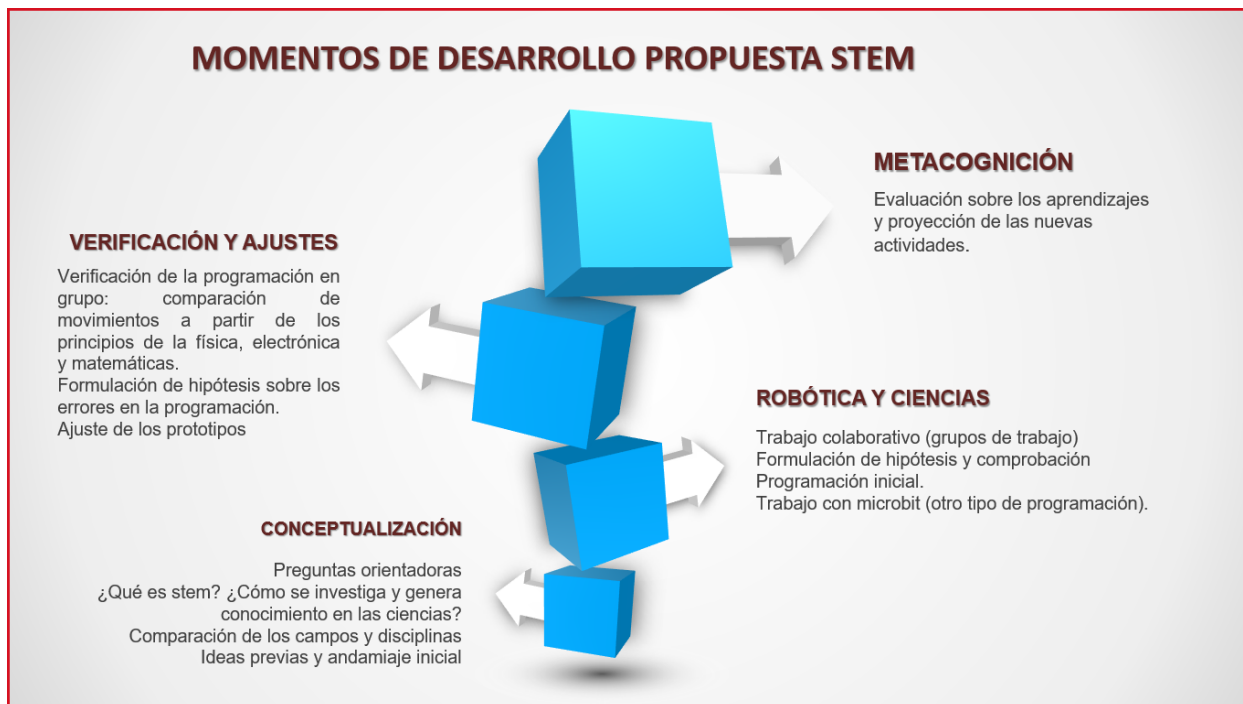 MOMENTOS DE DESARROLLO PROPUESTA STEM
METACOGNICIÓN
Evaluación sobre los aprendizajes
y proyección de las nuevas
actividades.
VERIFICACIÓN Y AJUSTES
Verificación de la programación en
grupo: comparación de
movimientos a partir de los
principios de la física, electrónica
y matemáticas.
Formulación de hipótesis sobre los
errores en la programación.
Ajuste de los prototipos
ROBÓTICA Y CIENCIAS
Trabajo colaborativo (grupos de trabajo)
Formulación de hipótesis y comprobación
Programación inicial.
Trabajo con microbit (otro tipo de programación).
CONCEPTUALIZACIÓN
Preguntas orientadoras
¿Qué es stem? ¿Cómo se investiga y genera
conocimiento en las ciencias?
Comparación de los campos y disciplinas
Ideas previas y andamiaje inicial